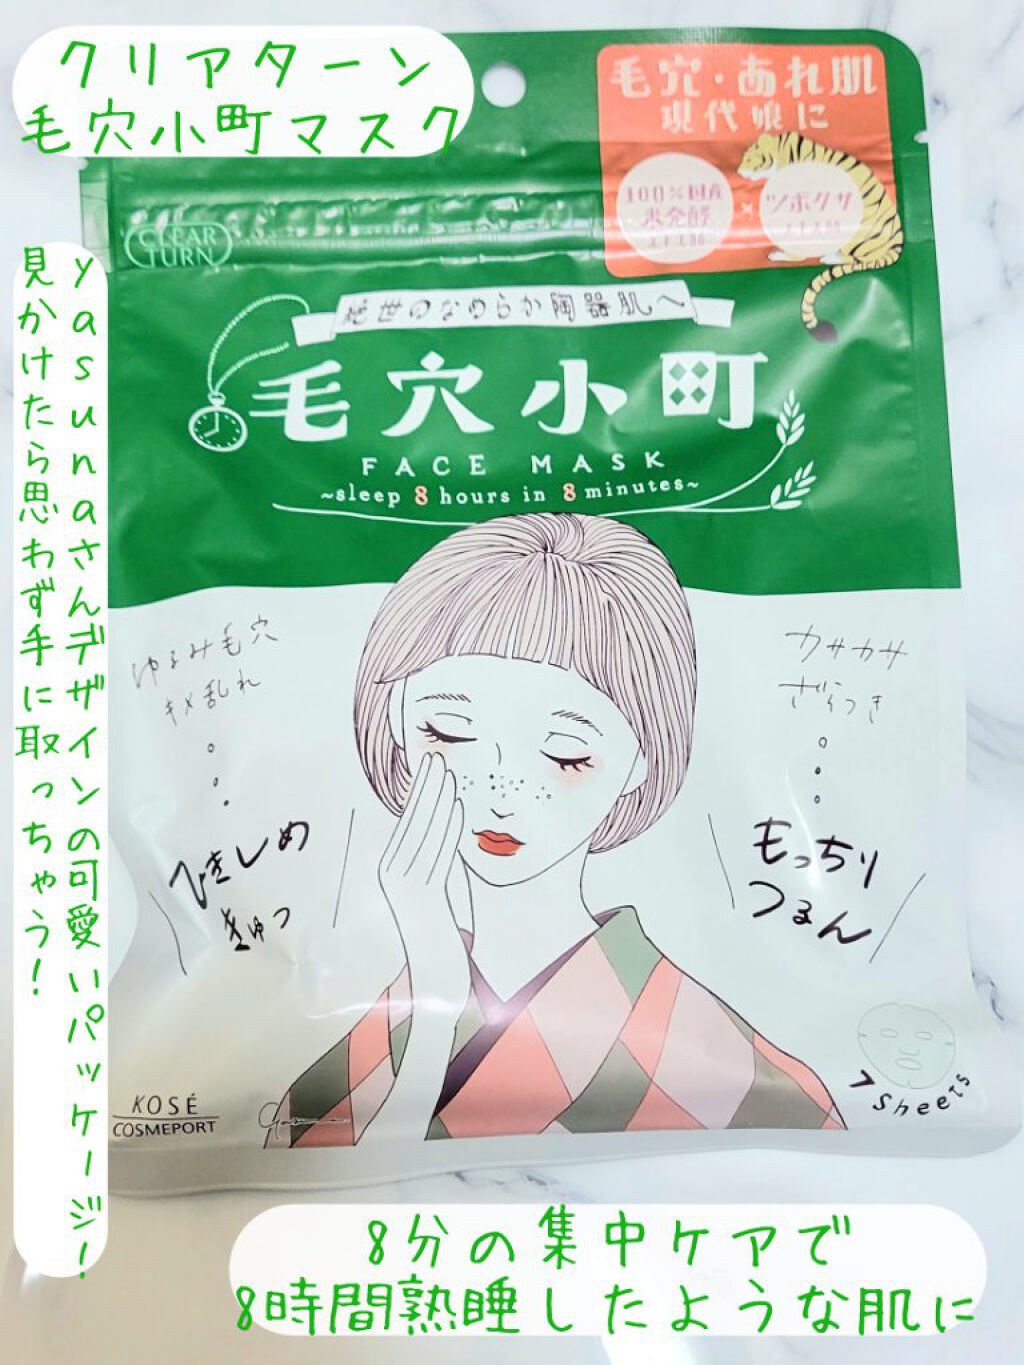 クリアターン
毛穴小町マスク
毛穴・あれ肌
現代娘に
100%国産
米発酵
エキス配合
×
ツボクサ
エキス配合
CLEAR
TURN
絶世のなめらか陶器肌へ
毛穴小町
FACE MASK
~sleep 8 hours in 8 minutes~
yasunaさんデザインの可愛いパッケージ!
見かけたら思わず手に取っちゃう!
ゆるみ毛穴
キメ乱れ
ひきしめ
きゅっ
カサカサ
ざらつき
もっちり
つるん
7 sheets
KOSÉ
COSMEPORT
8分の集中ケアで
8時間熟睡したような肌に